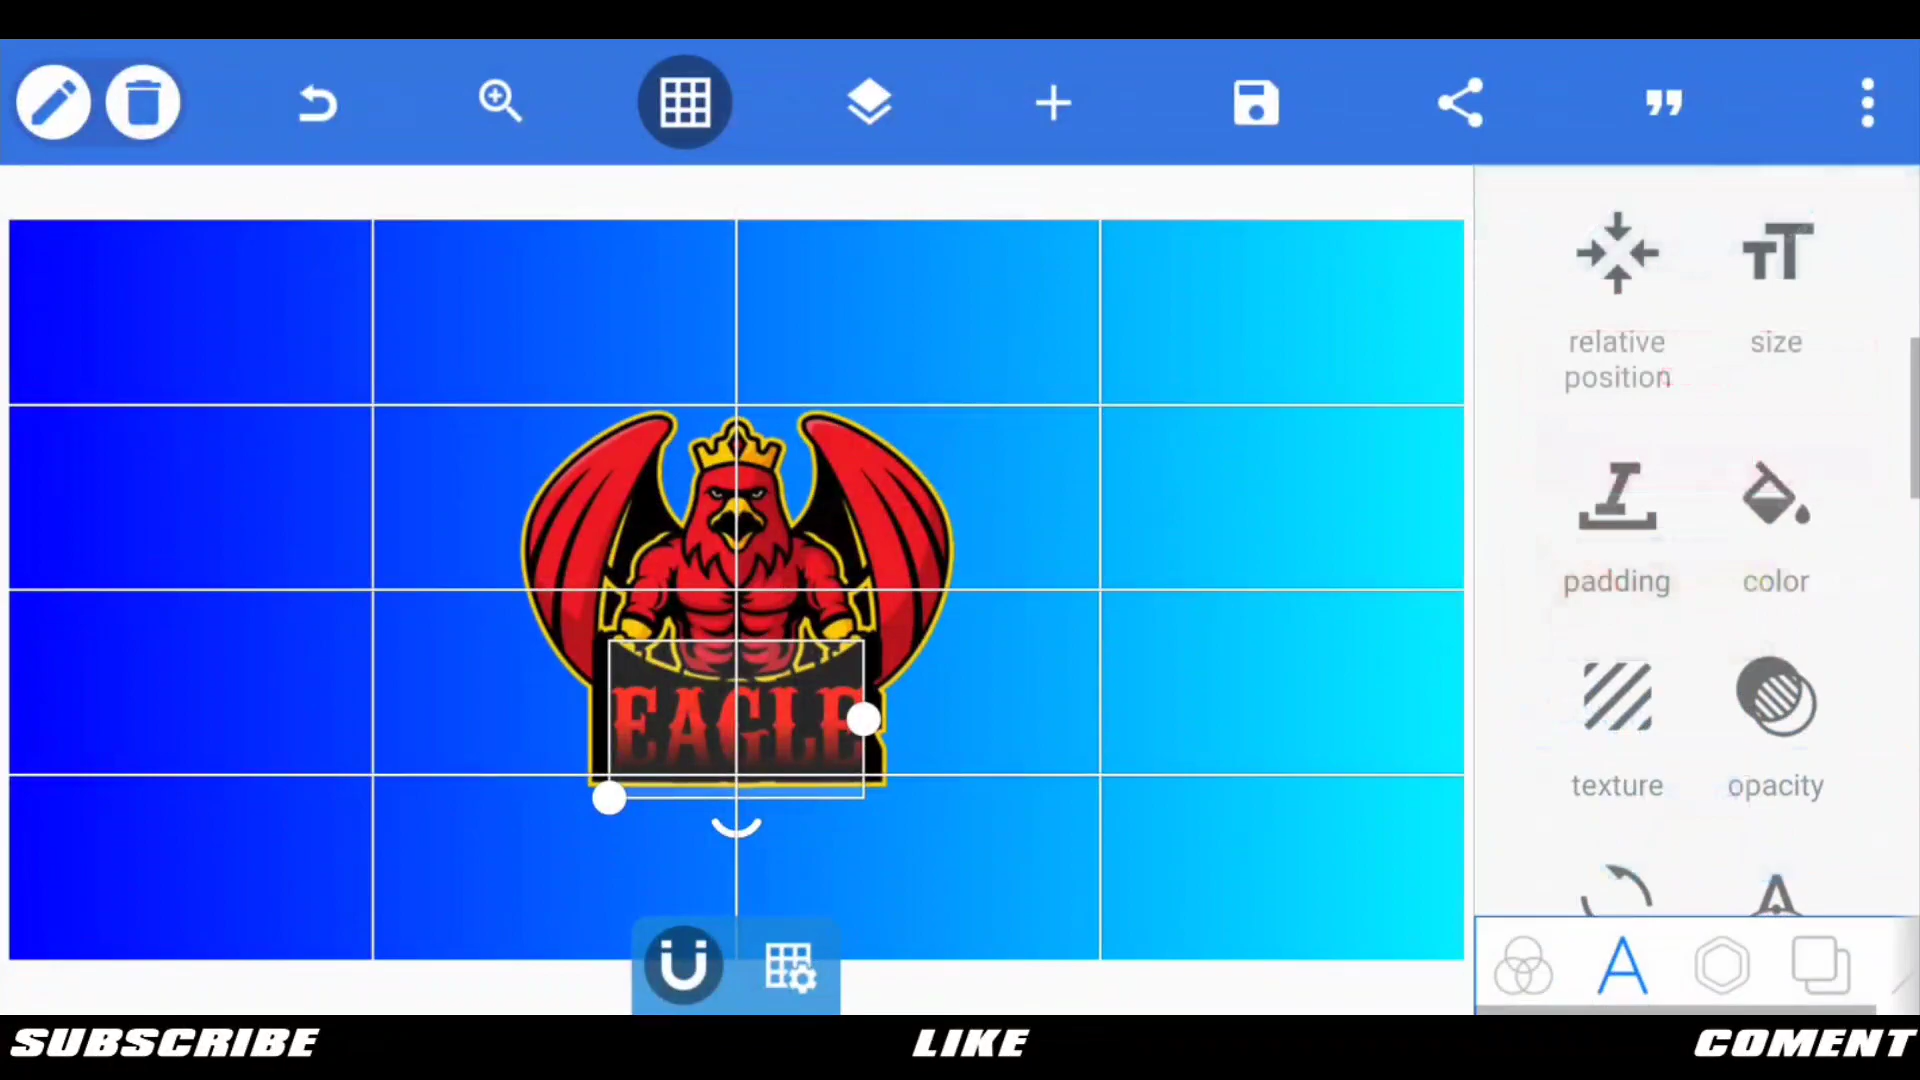 relative
position
size
padding
color
EAGLE
texture
opacity
SUBSCRIBE
LIKE
COMENT